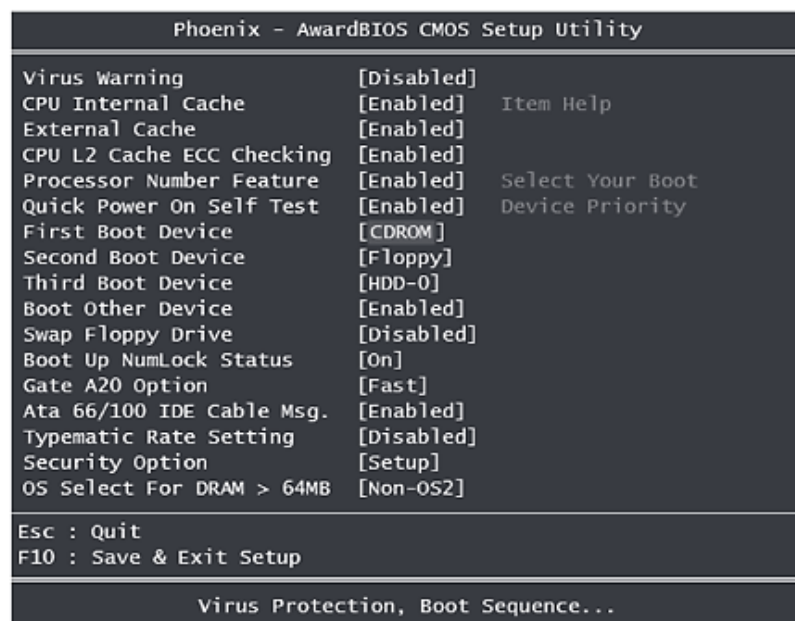 Phoenix - AwardBIOS CMOS Setup Utility
Virus Warning [Disabled]
CPU Internal Cache [Enabled] Item Help
External Cache [Enabled]
CPU L2 Cache ECC Checking [Enabled]
Processor Number Feature [Enabled] Select Your Boot
Quick Power On Self Test [Enabled] Device Priority
First Boot Device [CDROM]
Second Boot Device [Floppy]
Third Boot Device [HDD-0]
Boot Other Device [Enabled]
Swap Floppy Drive [Disabled]
Boot Up NumLock Status [On]
Gate A20 Option [Fast]
Ata 66/100 IDE Cable Msg. [Enabled]
Typematic Rate Setting [Disabled]
Security Option [Setup]
OS Select For DRAM > 64MB [Non-OS2]
Esc : Quit
F10 : Save & Exit Setup
Virus Protection, Boot Sequence...